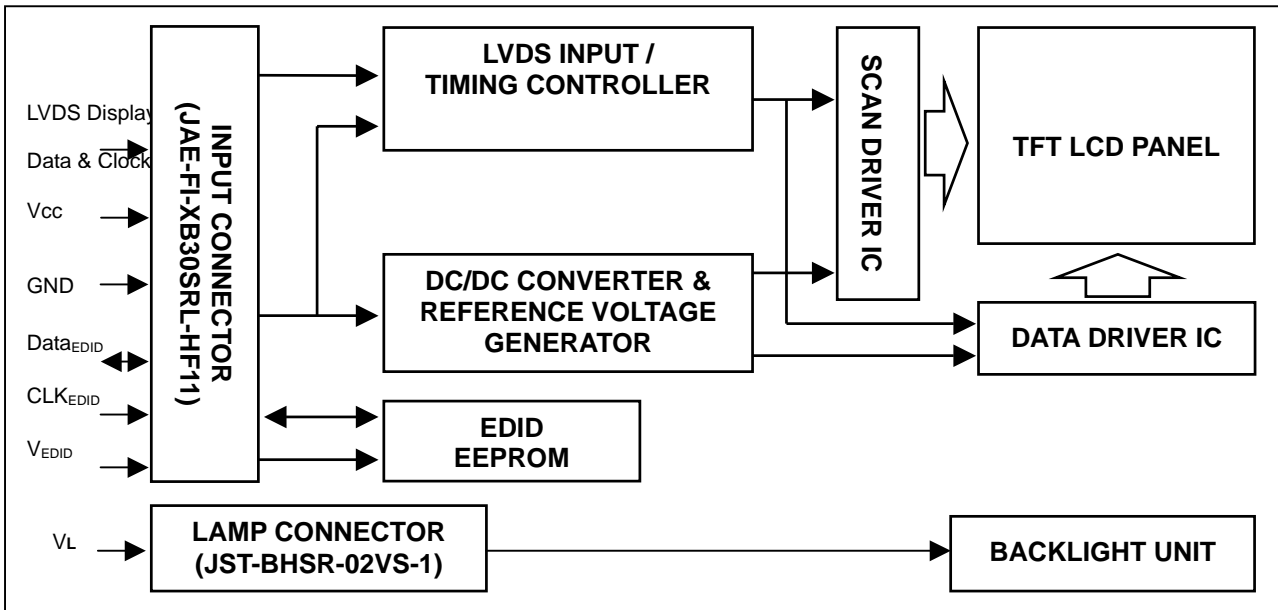 LVDS Display
Data & Clock
Vcc
GND
DataEDID
CLKEDID
VEDID
VL
INPUT CONNECTOR
(JAE-FI-XB30SRL-HF11)
LVDS INPUT /
TIMING CONTROLLER
DC/DC CONVERTER &
REFERENCE VOLTAGE
GENERATOR
EDID
EEPROM
LAMP CONNECTOR
(JST-BHSR-02VS-1)
SCAN DRIVER IC
TFT LCD PANEL
DATA DRIVER IC
BACKLIGHT UNIT